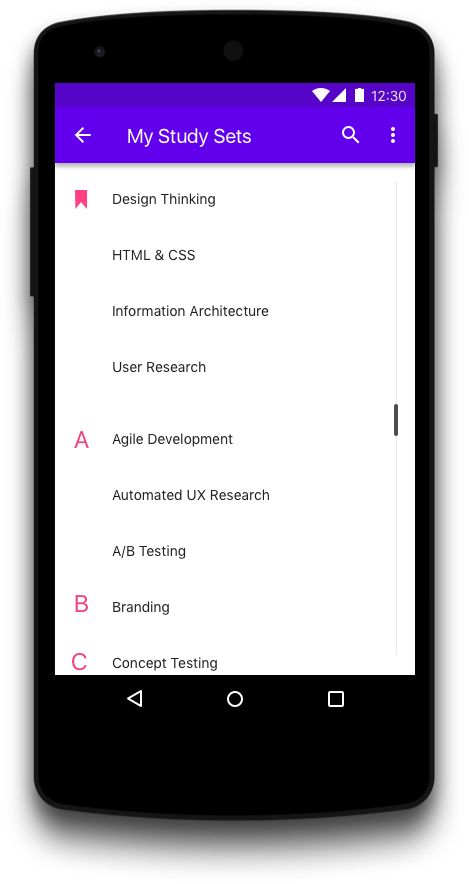 12:30
My Study Sets
Design Thinking
HTML & CSS
Information Architecture
User Research
A Agile Development
Automated UX Research
A/B Testing
B Branding
C Concept Testing